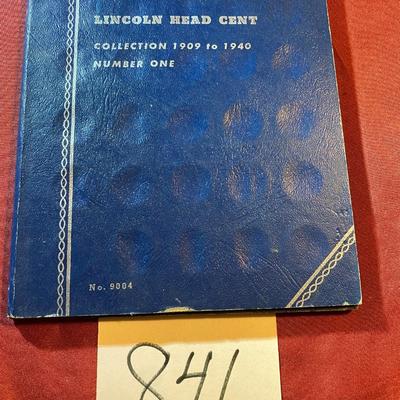 LINCOLN HEAD CENT
COLLECTION 1909 to 1940
NUMBER ONE
No. 9004
841